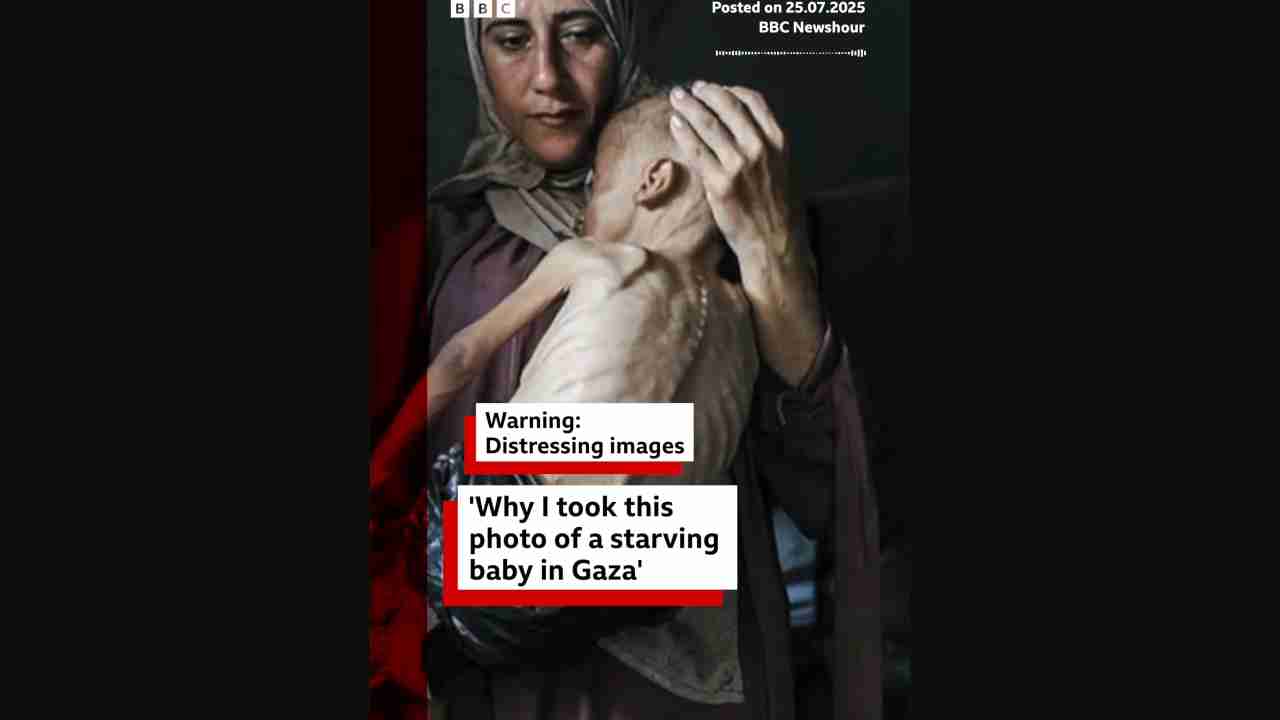 BBC
Posted on 25.07.2025
BBC Newshour
Warning:
Distressing images
'Why I took this
photo of a starving
baby in Gaza'